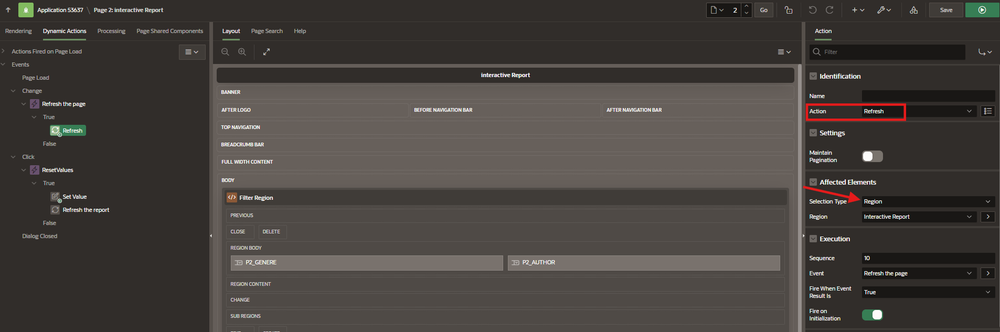 Application 53637 \ Page 2: interactive Report
2
Go
Save
Rendering
Dynamic Actions
Processing
Page Shared Components
Actions Fired on Page Load
Events
Page Load
Change
Refresh the page
True
Refresh
False
Click
ResetValues
True
Set Value
Refresh the report
False
Dialog Closed
Layout
Page Search
Help
interactive Report
BANNER
AFTER LOGO
BEFORE NAVIGATION BAR
AFTER NAVIGATION BAR
TOP NAVIGATION
BREADCRUMB BAR
FULL WIDTH CONTENT
BODY
</> Filter Region
PREVIOUS
CLOSE
DELETE
REGION BODY
P2_GENERE
P2_AUTHOR
REGION CONTENT
CHANGE
SUB REGIONS
Action
Filter
Identification
Name
Action
Refresh
Settings
Maintain
Pagination
Affected Elements
Selection Type
Region
Region
Interactive Report
Execution
Sequence
10
Event
Refresh the page
Fire When Event
Result Is
True
Fire on
Initialization